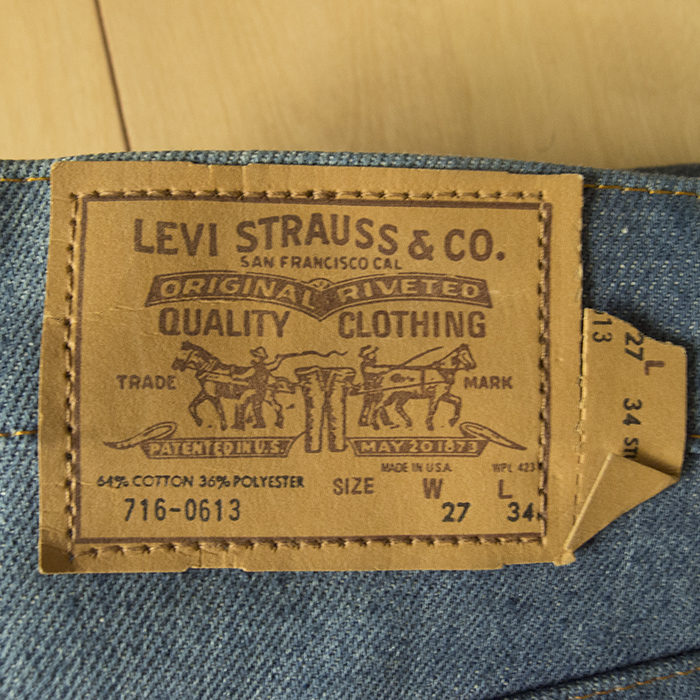 LEVI STRAUSS & CO.
SAN FRANCISCO CAL
ORIGINAL RIVETED
QUALITY CLOTHING
TRADE MARK
PATENTED IN U.S. MAY 20 1873
MADE IN U.S.A. WPL 423
64% COTTON 36% POLYESTER SIZE W L
716-0613 27 34
13
27 L
34